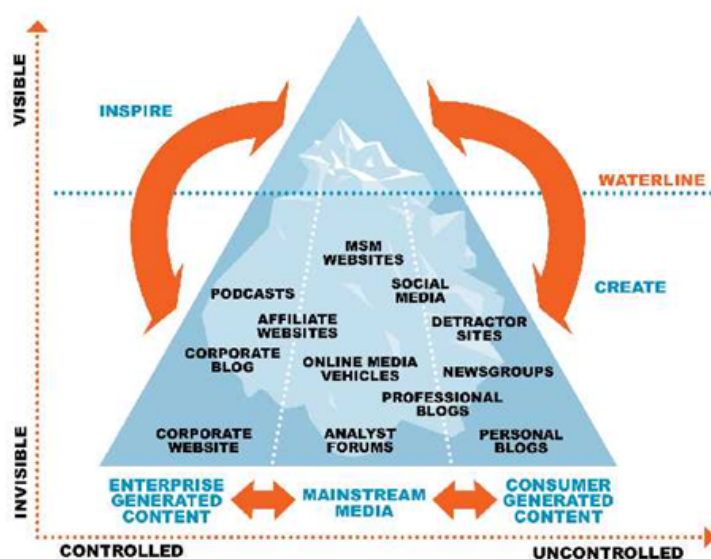 VISIBLE
INSPIRE
WATERLINE
MSM
WEBSITES
PODCASTS
SOCIAL
MEDIA
CREATE
AFFILIATE
WEBSITES
DETRACTOR
SITES
CORPORATE
BLOG
ONLINE MEDIA
VEHICLES
NEWSGROUPS
PROFESSIONAL
BLOGS
CORPORATE
WEBSITE
ANALYST
FORUMS
PERSONAL
BLOGS
INVISIBLE
ENTERPRISE
GENERATED
CONTENT
MAINSTREAM
MEDIA
CONSUMER
GENERATED
CONTENT
CONTROLLED
UNCONTROLLED